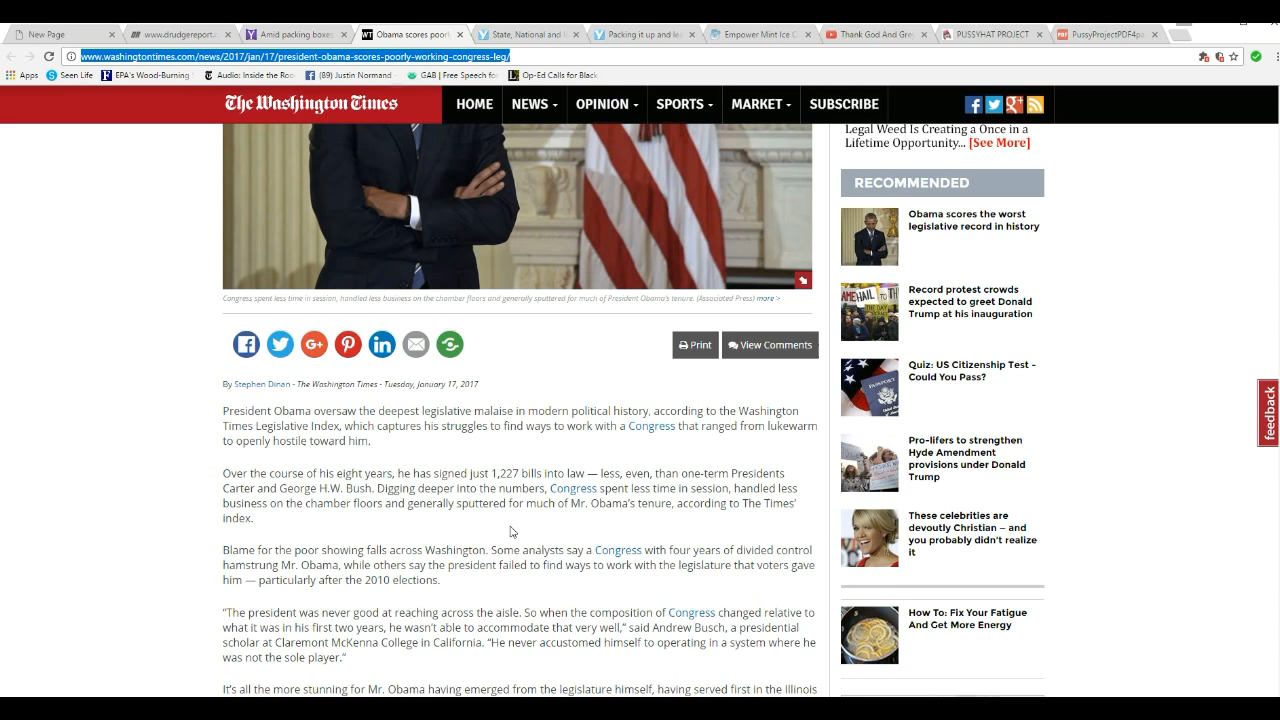 New Page
www.drudgereport.
Amid packing boxes
Obama scores poorl
State, National and I
Packing it up and lea
Empower Mint Ice C
Thank God And Grey
PUSSYHAT PROJECT
PussyProjectPDF4pa
www.washingtontimes.com/news/2017/jan/17/president-obama-scores-poorly-working-congress-leg/
Apps
Seen Life
EPA's Wood-Burning
Audio: Inside the Ro
(89) Justin Normand
GAB | Free Speech fo
Op-Ed Calls for Black
The Washington Times
HOME
NEWS
OPINION
SPORTS
MARKET
SUBSCRIBE
Congress spent less time in session, handled less business on the chamber floors and generally sputtered for much of President Obama's tenure. (Associated Press) more >
Print
View Comments
By Stephen Dinan - The Washington Times - Tuesday, January 17, 2017
President Obama oversaw the deepest legislative malaise in modern political history, according to the Washington
Times Legislative Index, which captures his struggles to find ways to work with a Congress that ranged from lukewarm
to openly hostile toward him.
Over the course of his eight years, he has signed just 1,227 bills into law — less, even, than one-term Presidents
Carter and George H.W. Bush. Digging deeper into the numbers, Congress spent less time in session, handled less
business on the chamber floors and generally sputtered for much of Mr. Obama's tenure, according to The Times'
index.
Blame for the poor showing falls across Washington. Some analysts say a Congress with four years of divided control
hamstrung Mr. Obama, while others say the president failed to find ways to work with the legislature that voters gave
him — particularly after the 2010 elections.
“The president was never good at reaching across the aisle. So when the composition of Congress changed relative to
what it was in his first two years, he wasn't able to accommodate that very well,” said Andrew Busch, a presidential
scholar at Claremont McKenna College in California. “He never accustomed himself to operating in a system where he
was not the sole player.”
It's all the more stunning for Mr. Obama having emerged from the legislature himself, having served first in the Illinois
Legal Weed Is Creating a Once in a
Lifetime Opportunity... [See More]
RECOMMENDED
Obama scores the worst
legislative record in history
Record protest crowds
expected to greet Donald
Trump at his inauguration
Quiz: US Citizenship Test -
Could You Pass?
PASSPORT
Pro-lifers to strengthen
Hyde Amendment
provisions under Donald
Trump
These celebrities are
devoutly Christian – and
you probably didn't realize
it
How To: Fix Your Fatigue
And Get More Energy
feedback